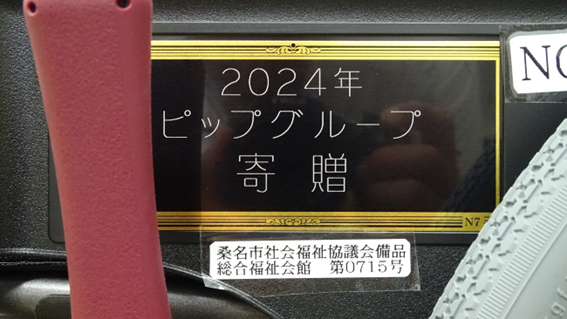 2024年
ピップグループ
寄贈
N7
桑名市社会福祉協議会備品
総合福祉会館 第0715号